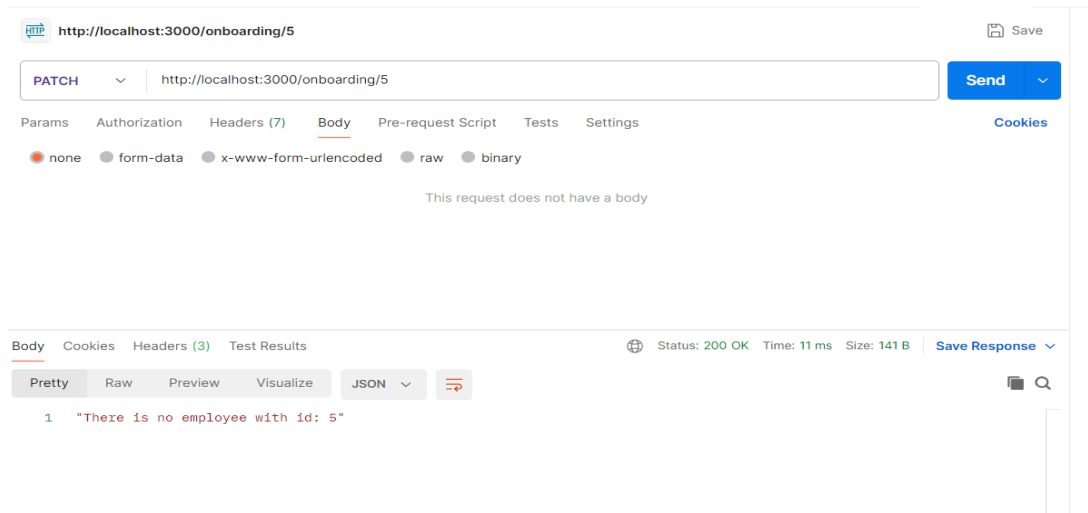 HTTP http://localhost:3000/onboarding/5 Save
PATCH http://localhost:3000/onboarding/5 Send
Params Authorization Headers (7) Body Pre-request Script Tests Settings Cookies
none form-data x-www-form-urlencoded raw binary
This request does not have a body
Body Cookies Headers (3) Test Results Status: 200 OK Time: 11 ms Size: 141 B Save Response
Pretty Raw Preview Visualize JSON
1 "There is no employee with id: 5"